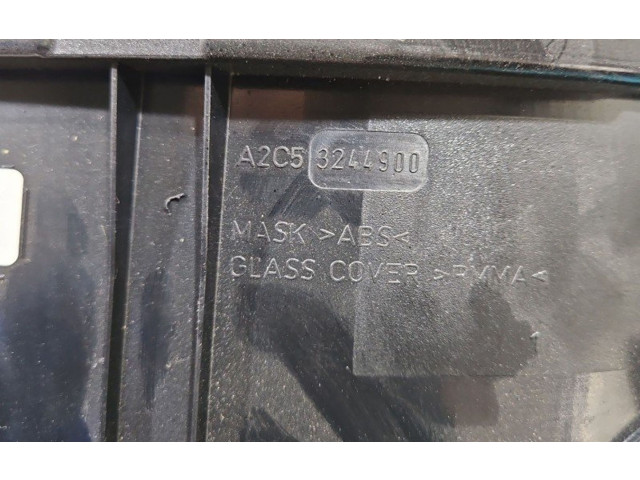 A2C5 3244900
MASK >ABS<
GLASS COVER >PMMA<